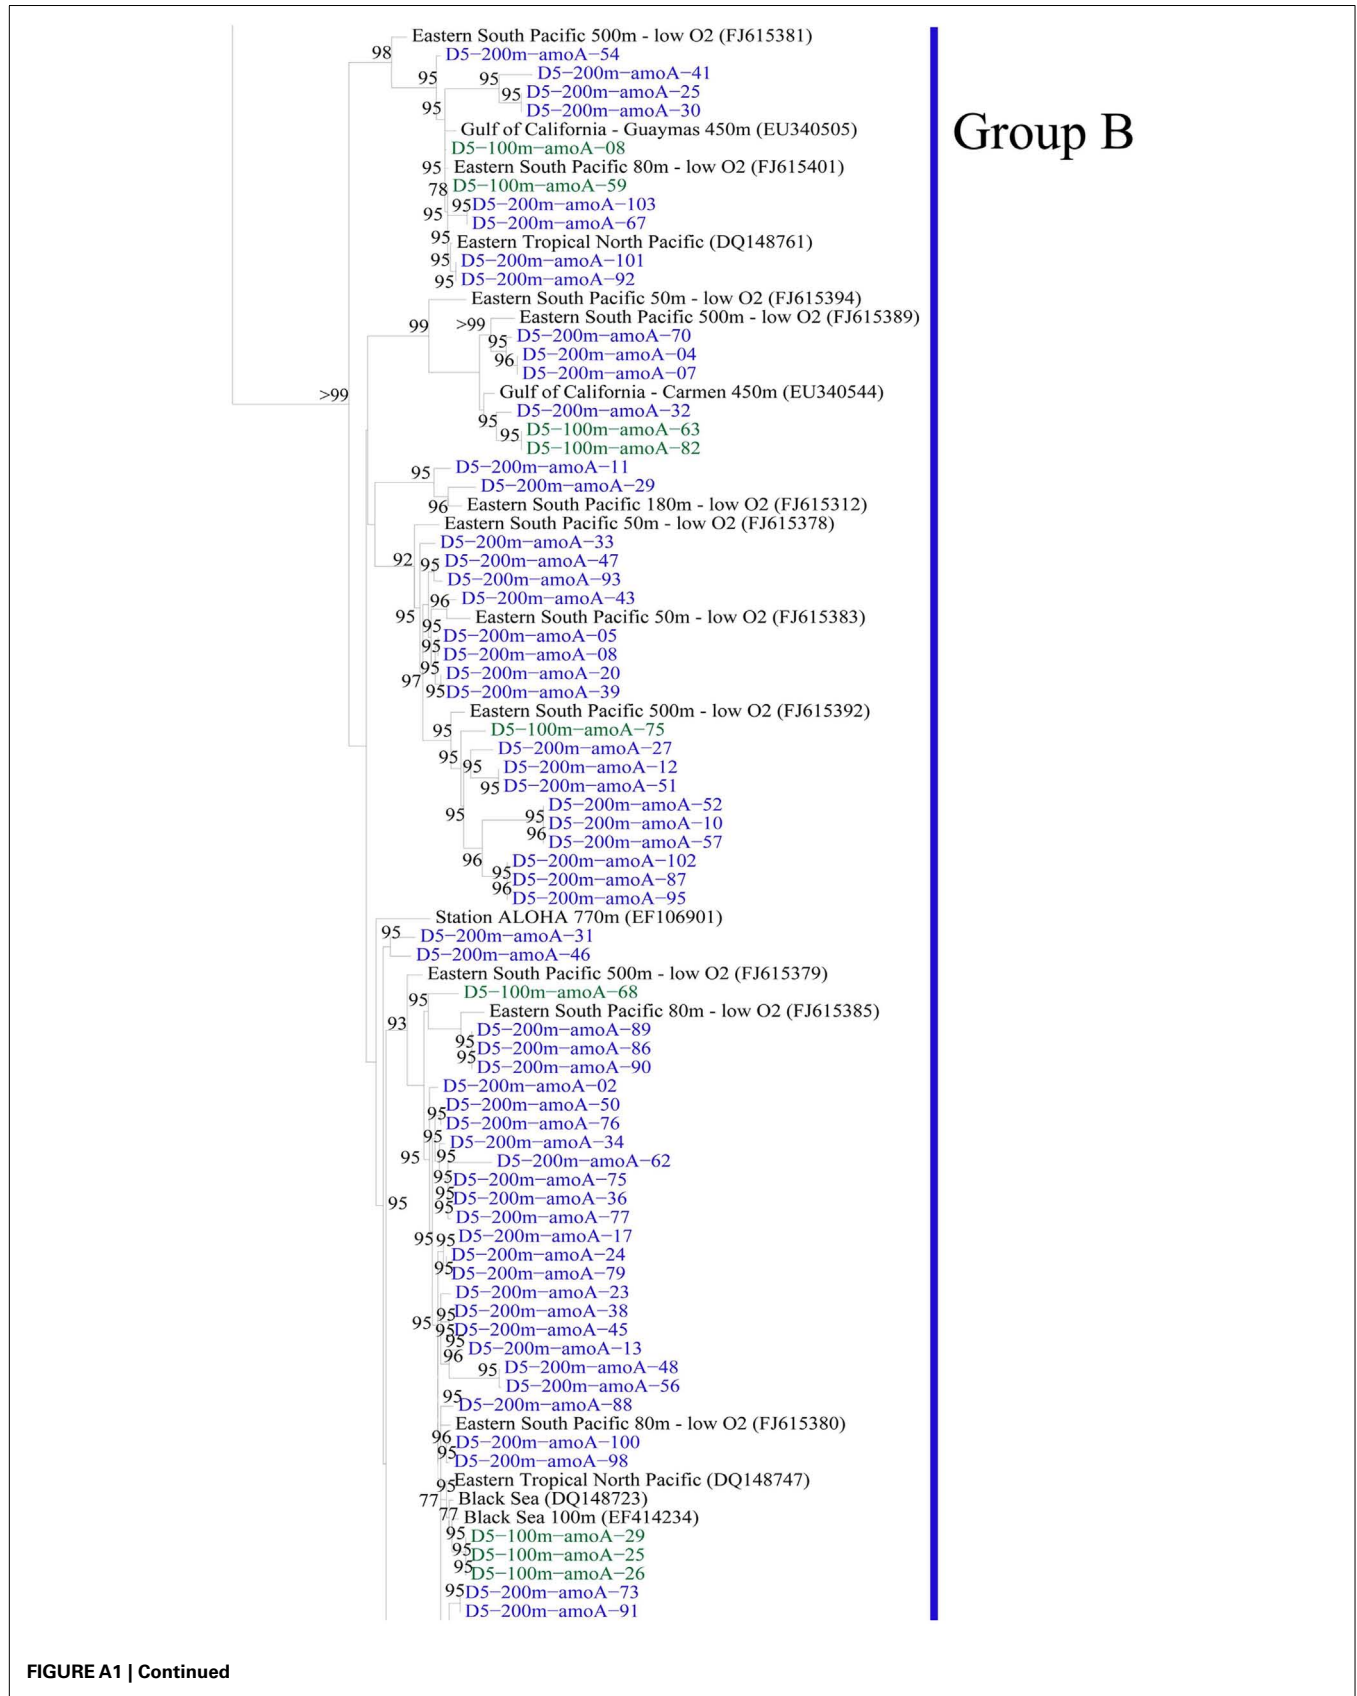 Eastern South Pacific 500m - low O2 (FJ615381)
98
D5−200m−amoA−54
95
95
D5−200m−amoA−41
95
D5−200m−amoA−25
95
D5−200m−amoA−30
Gulf of California - Guaymas 450m (EU340505)
Group B
D5−100m−amoA−08
95
Eastern South Pacific 80m - low O2 (FJ615401)
78
D5−100m−amoA−59
95
D5−200m−amoA−103
95
D5−200m−amoA−67
95
Eastern Tropical North Pacific (DQ148761)
95
D5−200m−amoA−101
95
D5−200m−amoA−92
Eastern South Pacific 50m - low O2 (FJ615394)
99
>99
Eastern South Pacific 500m - low O2 (FJ615389)
95
D5−200m−amoA−70
96
D5−200m−amoA−04
D5−200m−amoA−07
>99
Gulf of California - Carmen 450m (EU340544)
95
D5−200m−amoA−32
95
D5−100m−amoA−63
D5−100m−amoA−82
95
D5−200m−amoA−11
D5−200m−amoA−29
96
Eastern South Pacific 180m - low O2 (FJ615312)
Eastern South Pacific 50m - low O2 (FJ615378)
D5−200m−amoA−33
92
95
D5−200m−amoA−47
D5−200m−amoA−93
96
D5−200m−amoA−43
95
Eastern South Pacific 50m - low O2 (FJ615383)
95
D5−200m−amoA−05
95
D5−200m−amoA−08
95
D5−200m−amoA−20
97
95
D5−200m−amoA−39
Eastern South Pacific 500m - low O2 (FJ615392)
95
D5−100m−amoA−75
95
D5−200m−amoA−27
95
D5−200m−amoA−12
95
D5−200m−amoA−51
D5−200m−amoA−52
95
95
D5−200m−amoA−10
96
D5−200m−amoA−57
96
D5−200m−amoA−102
95
D5−200m−amoA−87
96
D5−200m−amoA−95
Station ALOHA 770m (EF106901)
95
D5−200m−amoA−31
D5−200m−amoA−46
Eastern South Pacific 500m - low O2 (FJ615379)
95
D5−100m−amoA−68
Eastern South Pacific 80m - low O2 (FJ615385)
93
D5−200m−amoA−89
95
D5−200m−amoA−86
95
D5−200m−amoA−90
D5−200m−amoA−02
D5−200m−amoA−50
95
D5−200m−amoA−76
95
D5−200m−amoA−34
95
95
D5−200m−amoA−62
95
D5−200m−amoA−75
95
D5−200m−amoA−36
95
95
D5−200m−amoA−77
95
95
D5−200m−amoA−17
D5−200m−amoA−24
95
D5−200m−amoA−79
D5−200m−amoA−23
95
D5−200m−amoA−38
95
95
D5−200m−amoA−45
95
D5−200m−amoA−13
96
95
D5−200m−amoA−48
D5−200m−amoA−56
95
D5−200m−amoA−88
Eastern South Pacific 80m - low O2 (FJ615380)
96
D5−200m−amoA−100
95
D5−200m−amoA−98
95
Eastern Tropical North Pacific (DQ148747)
77
Black Sea (DQ148723)
77
Black Sea 100m (EF414234)
95
D5−100m−amoA−29
95
D5−100m−amoA−25
95
D5−100m−amoA−26
95
D5−200m−amoA−73
D5−200m−amoA−91
FIGURE A1 | Continued